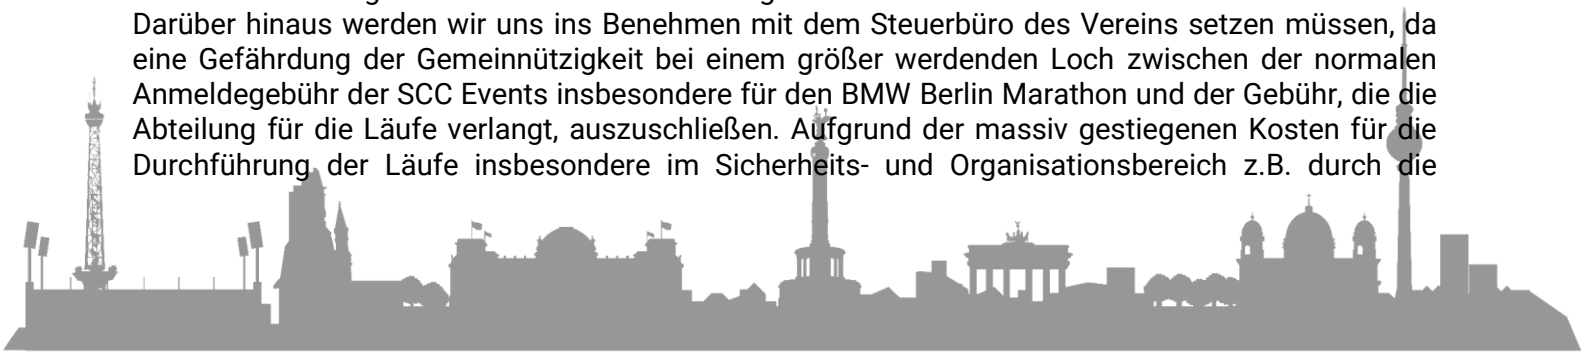 Darüber hinaus werden wir uns ins Benehmen mit dem Steuerbüro des Vereins setzen müssen, da
eine Gefährdung der Gemeinnützigkeit bei einem größer werdenden Loch zwischen der normalen
Anmeldegebühr der SCC Events insbesondere für den BMW Berlin Marathon und der Gebühr, die die
Abteilung für die Läufe verlangt, auszuschließen. Aufgrund der massiv gestiegenen Kosten für die
Durchführung der Läufe insbesondere im Sicherheits- und Organisationsbereich z.B. durch die